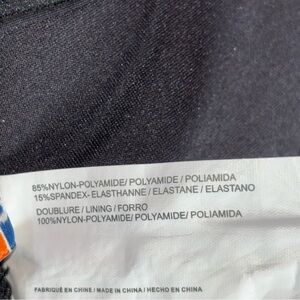 85%NYLON-POLYAMIDE/ POLYAMIDE / POLIAMIDA
15%SPANDEX- ELASTHANNE / ELASTANE / ELASTANO
DOUBLURE / LINING / FORRO
100%NYLON-POLYAMIDE/ POLYAMIDE/ POLIAMIDA
FABRIQUÉ EN CHINE / MADE IN CHINA / HECHO EN CHINA